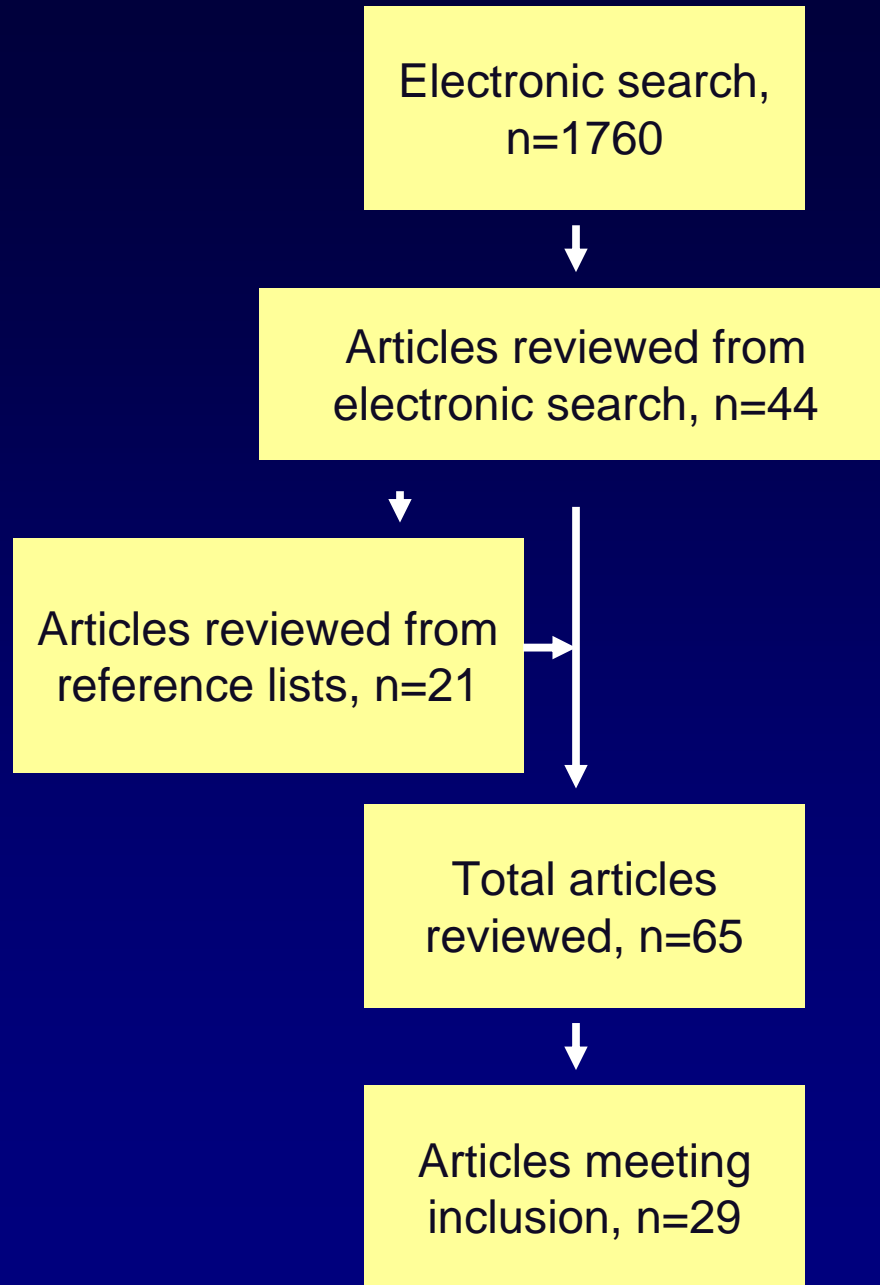 Electronic search,
n=1760
Articles reviewed from
electronic search, n=44
Articles reviewed from
reference lists, n=21
Total articles
reviewed, n=65
Articles meeting
inclusion, n=29